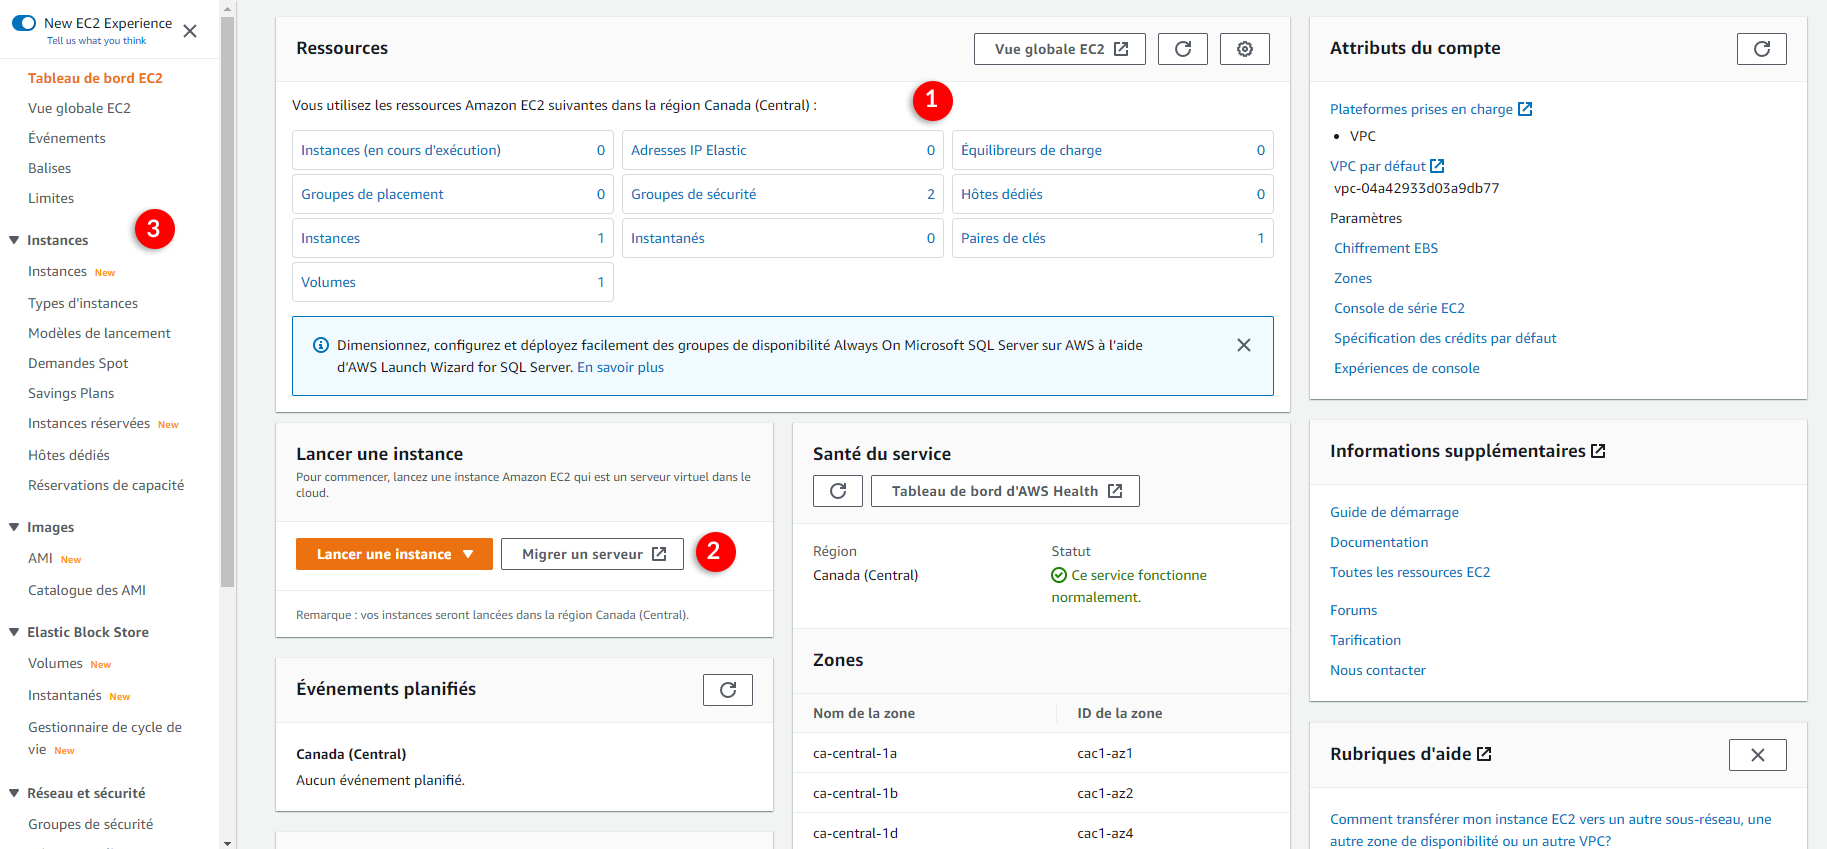 New EC2 Experience
Tell us what you think
Tableau de bord EC2
Vue globale EC2
Événements
Balises
Limites
3
Instances
Instances New
Types d'instances
Modèles de lancement
Demandes Spot
Savings Plans
Instances réservées New
Hôtes dédiés
Réservations de capacité
Images
AMI New
Catalogue des AMI
Elastic Block Store
Volumes New
Instantanés New
Gestionnaire de cycle de
vie New
Réseau et sécurité
Groupes de sécurité
Ressources
Vue globale EC2
Vous utilisez les ressources Amazon EC2 suivantes dans la région Canada (Central) :
1
Instances (en cours d'exécution) 0
Adresses IP Elastic 0
Équilibreurs de charge 0
Groupes de placement 0
Groupes de sécurité 2
Hôtes dédiés 0
Instances 1
Instantanés 0
Paires de clés 1
Volumes 1
Dimensionnez, configurez et déployez facilement des groupes de disponibilité Always On Microsoft SQL Server sur AWS à l'aide
d'AWS Launch Wizard for SQL Server. En savoir plus
Lancer une instance
Pour commencer, lancez une instance Amazon EC2 qui est un serveur virtuel dans le
cloud.
Lancer une instance
Migrer un serveur
2
Remarque : vos instances seront lancées dans la région Canada (Central).
Événements planifiés
Canada (Central)
Aucun événement planifié.
Santé du service
Tableau de bord d'AWS Health
Région
Canada (Central)
Statut
Ce service fonctionne
normalement.
Zones
Nom de la zone ID de la zone
ca-central-1a cac1-az1
ca-central-1b cac1-az2
ca-central-1d cac1-az4
Attributs du compte
Plateformes prises en charge
• VPC
VPC par défaut
vpc-04a42933d03a9db77
Paramètres
Chiffrement EBS
Zones
Console de série EC2
Spécification des crédits par défaut
Expériences de console
Informations supplémentaires
Guide de démarrage
Documentation
Toutes les ressources EC2
Forums
Tarification
Nous contacter
Rubriques d'aide
Comment transférer mon instance EC2 vers un autre sous-réseau, une
autre zone de disponibilité ou un autre VPC?